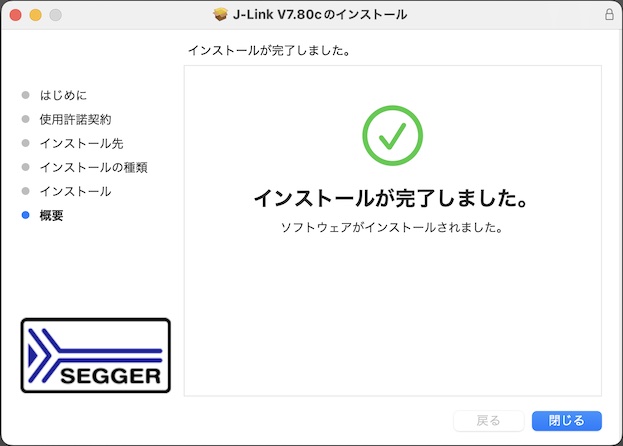 J-Link V7.80cのインストール
インストールが完了しました。
はじめに
使用許諾契約
インストール先
インストールの種類
インストール
概要
インストールが完了しました。
ソフトウェアがインストールされました。
SEGGER
戻る
閉じる